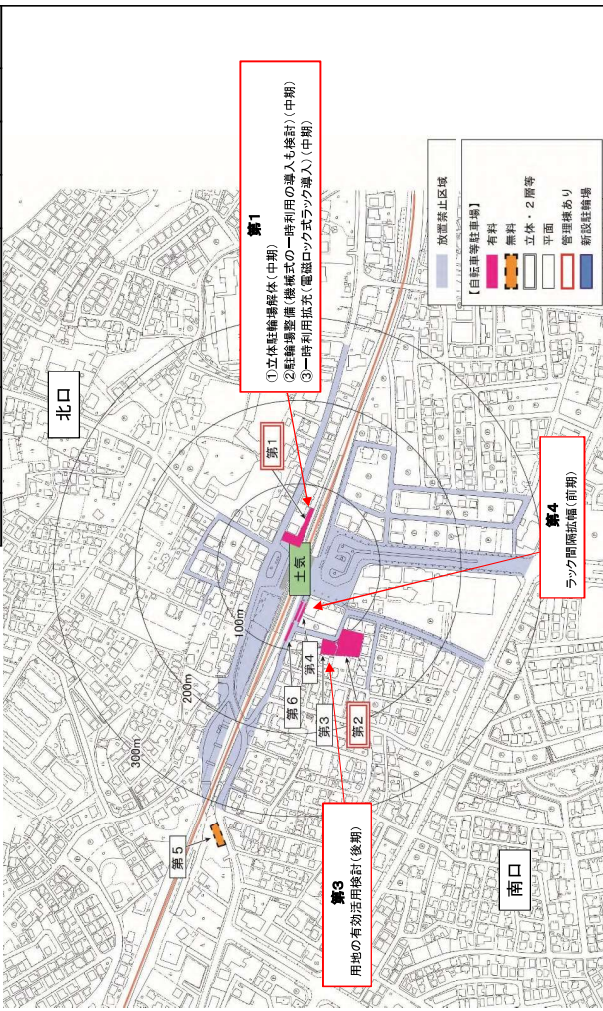 北口
第1
①立体駐輪場解体(中期)
②駐輪場整備(機械式の一時利用の導入も検討)(中期)
③一時利用拡充(電磁ロック式ラック導入)(中期)
第1
土気
100m
200m
300m
第6
第4
第3
第2
第5
第3
用地の有効活用検討(後期)
第4
ラック間隔拡幅(前期)
南口
放置禁止区域
【自転車等駐車場】
有料
無料
立体・2層等
平面
管理棟あり
新設駐輪場